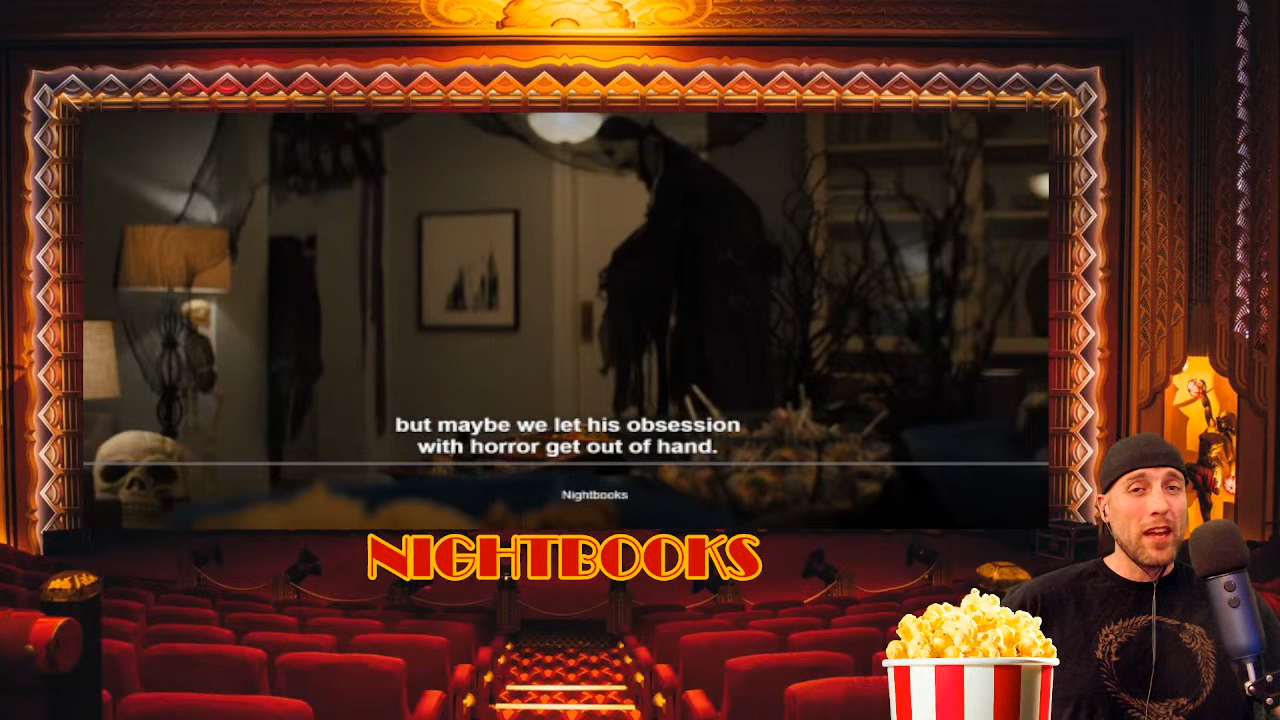 but maybe we let his obsession
with horror get out of hand.
Nightbooks
NIGHTBOOKS